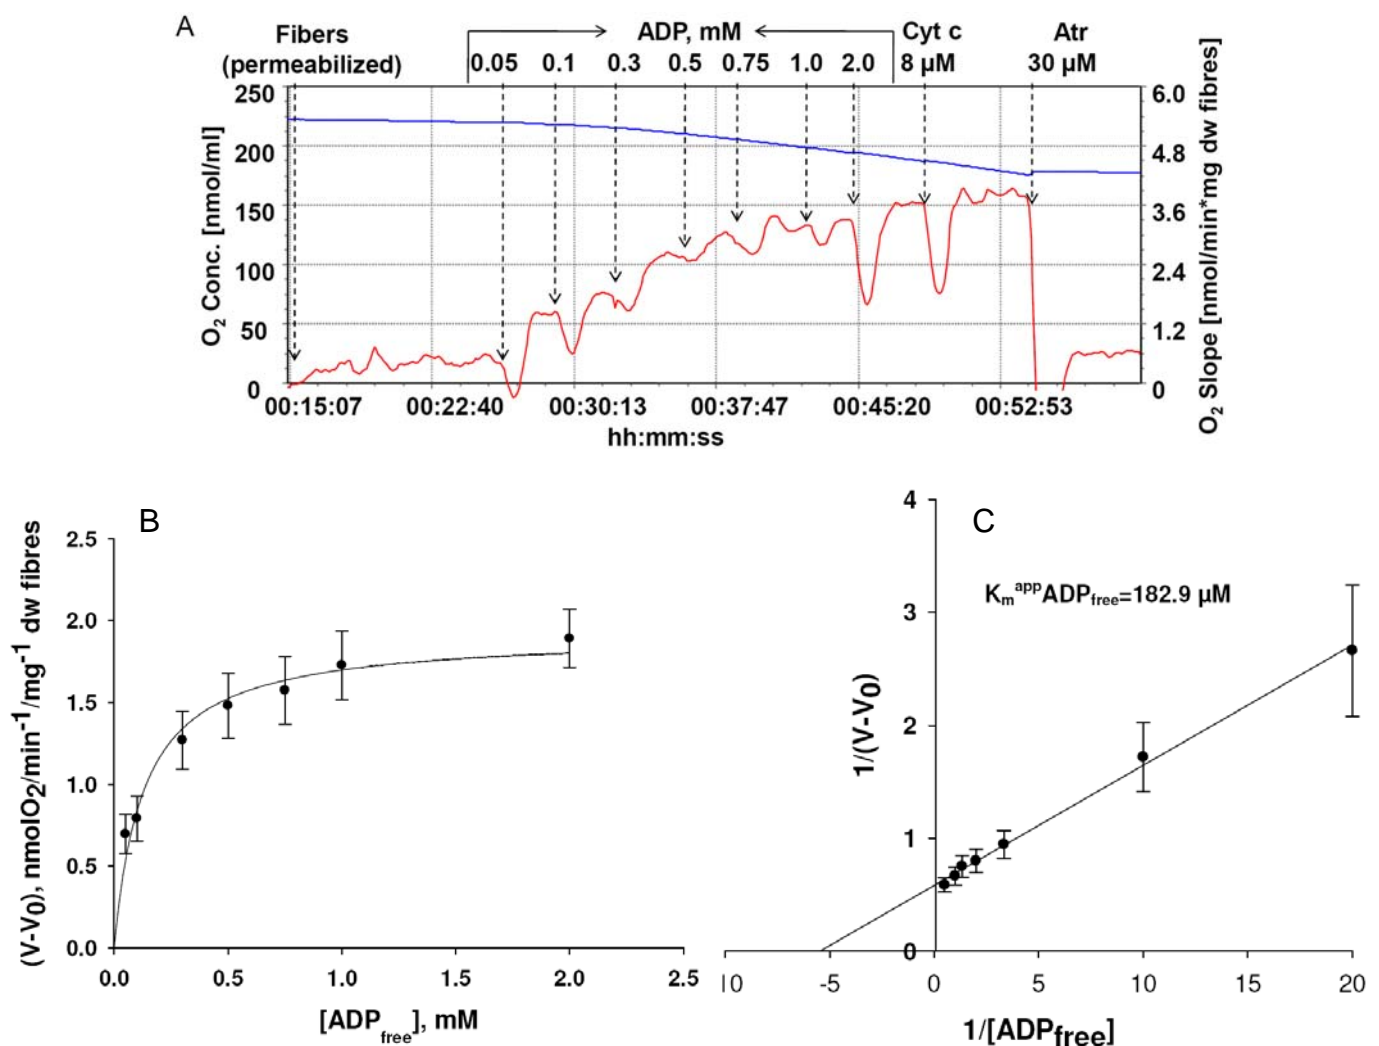 A
Fibers
(permeabilized)
ADP, mM
0.05 0.1 0.3 0.5 0.75 1.0 2.0
Cyt c
8 µM
Atr
30 µM
250
200
150
100
50
0
O2 Conc. [nmol/ml]
6.0
4.8
3.6
2.4
1.2
0
O2 Slope [nmol/min*mg dw fibres]
00:15:07 00:22:40 00:30:13 00:37:47 00:45:20 00:52:53
hh:mm:ss
B
2.5
2.0
1.5
1.0
0.5
0.0
(V-V0), nmolO2/min-1/mg-1 dw fibres
0.0 0.5 1.0 1.5 2.0 2.5
[ADPfree], mM
C
4
3
2
1
0
KmappADPfree=182.9 µM
1/(V-V0)
10 -5 0 5 10 15 20
1/[ADPfree]